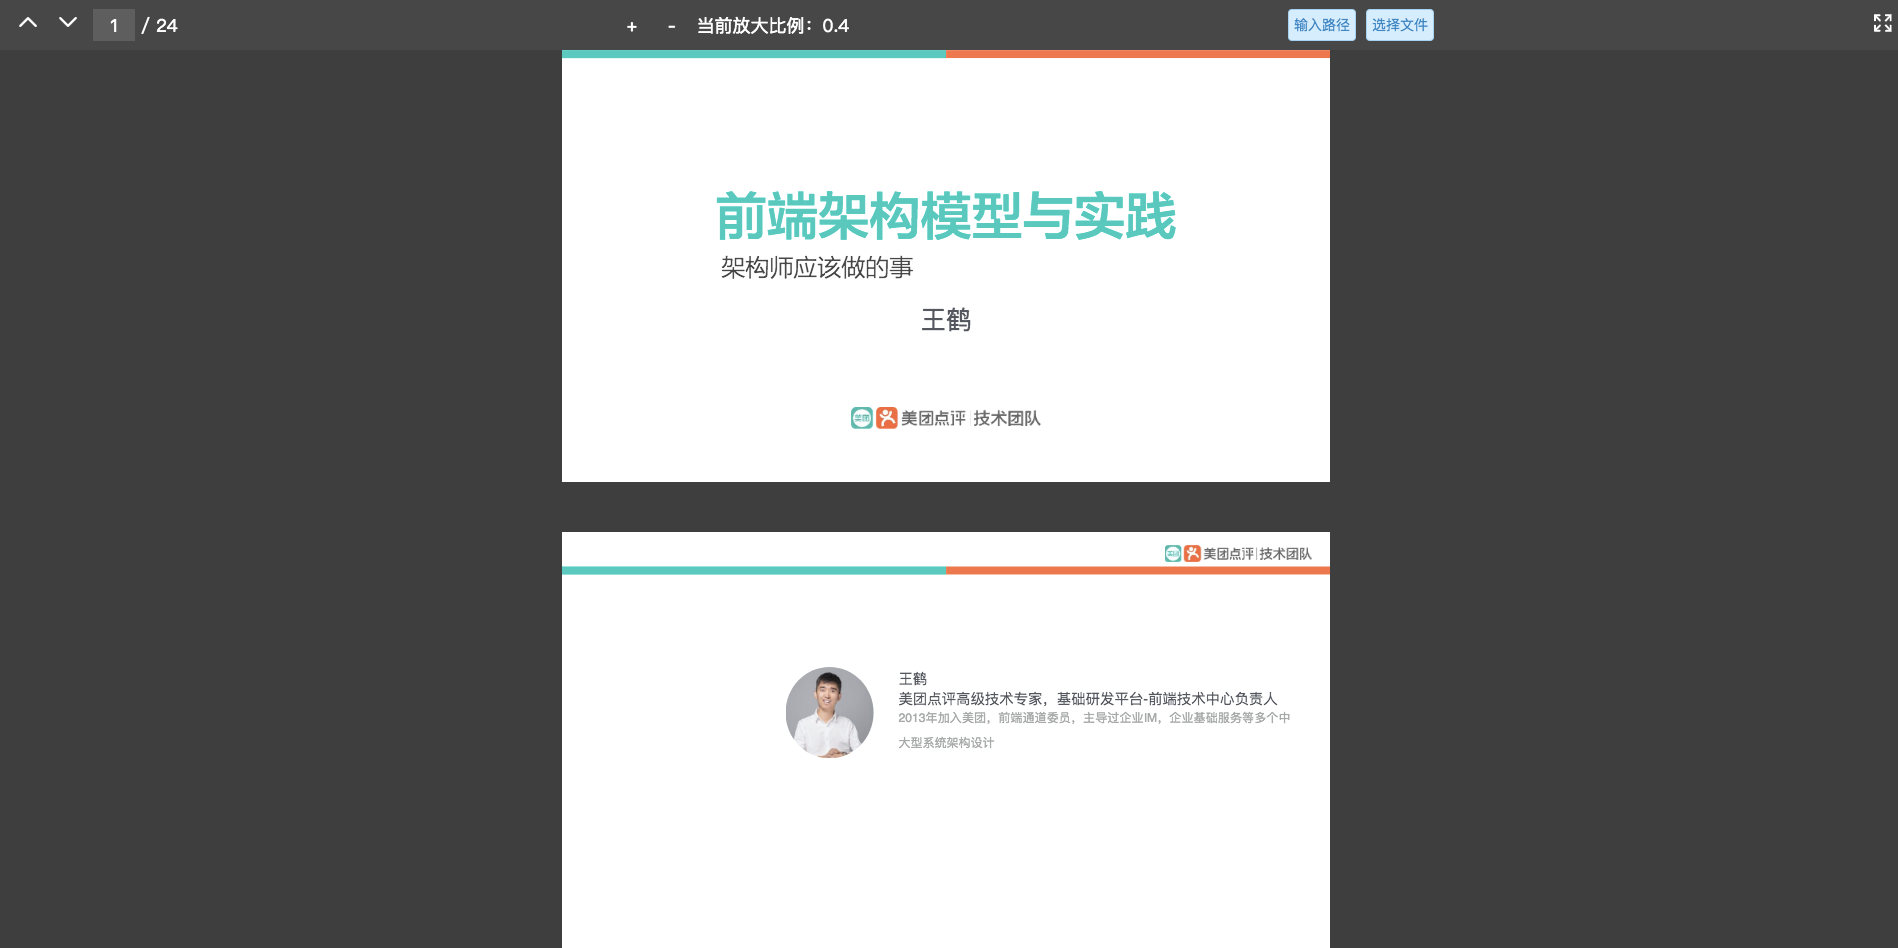 1 / 24
+ - 当前放大比例：0.4
输入路径 选择文件
前端架构模型与实践
架构师应该做的事
王鹤
美团 美团点评 技术团队
美团 美团点评 技术团队
王鹤
美团点评高级技术专家，基础研发平台-前端技术中心负责人
2013年加入美团，前端通道委员，主导过企业IM，企业基础服务等多个中
大型系统架构设计